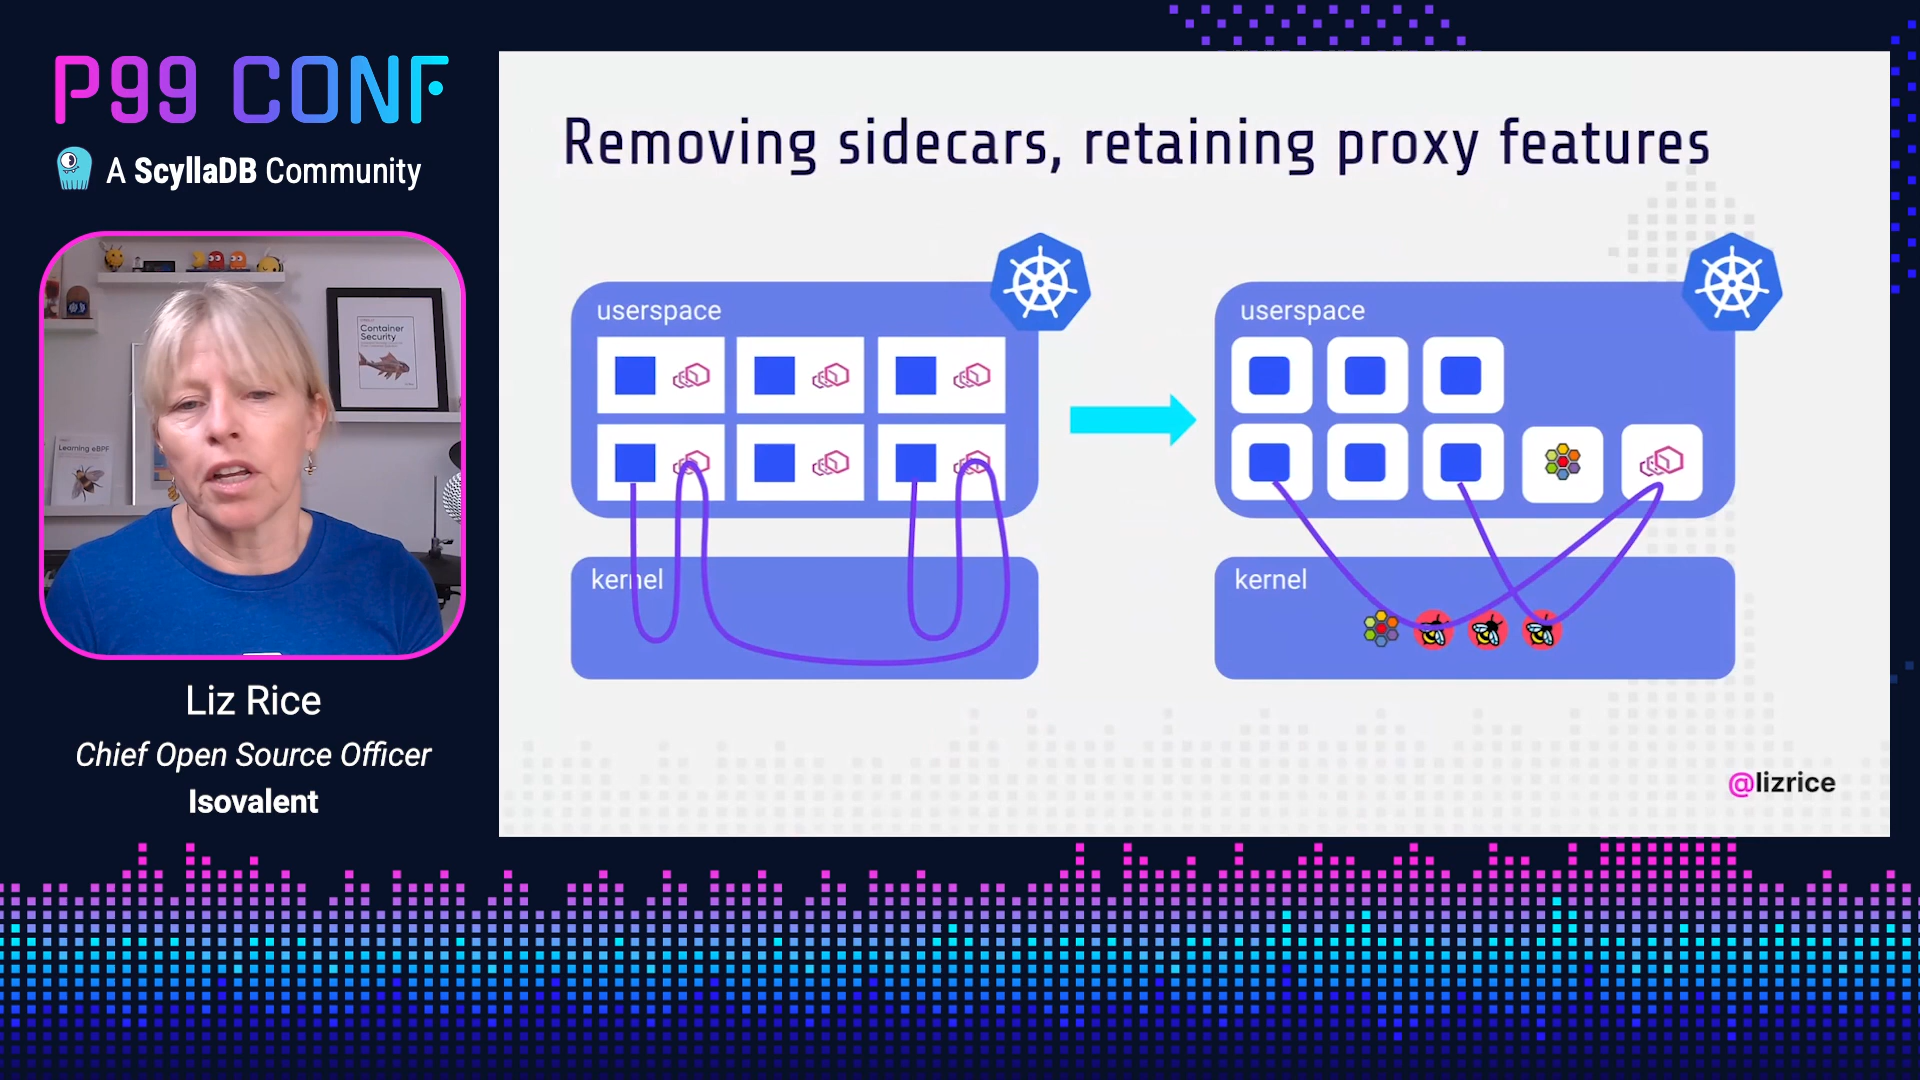 P99 CONF
A ScyllaDB Community
Container
Security
Learning eBPF
Liz Rice
Chief Open Source Officer
Isovalent
Removing sidecars, retaining proxy features
userspace
kernel
userspace
kernel
@lizrice